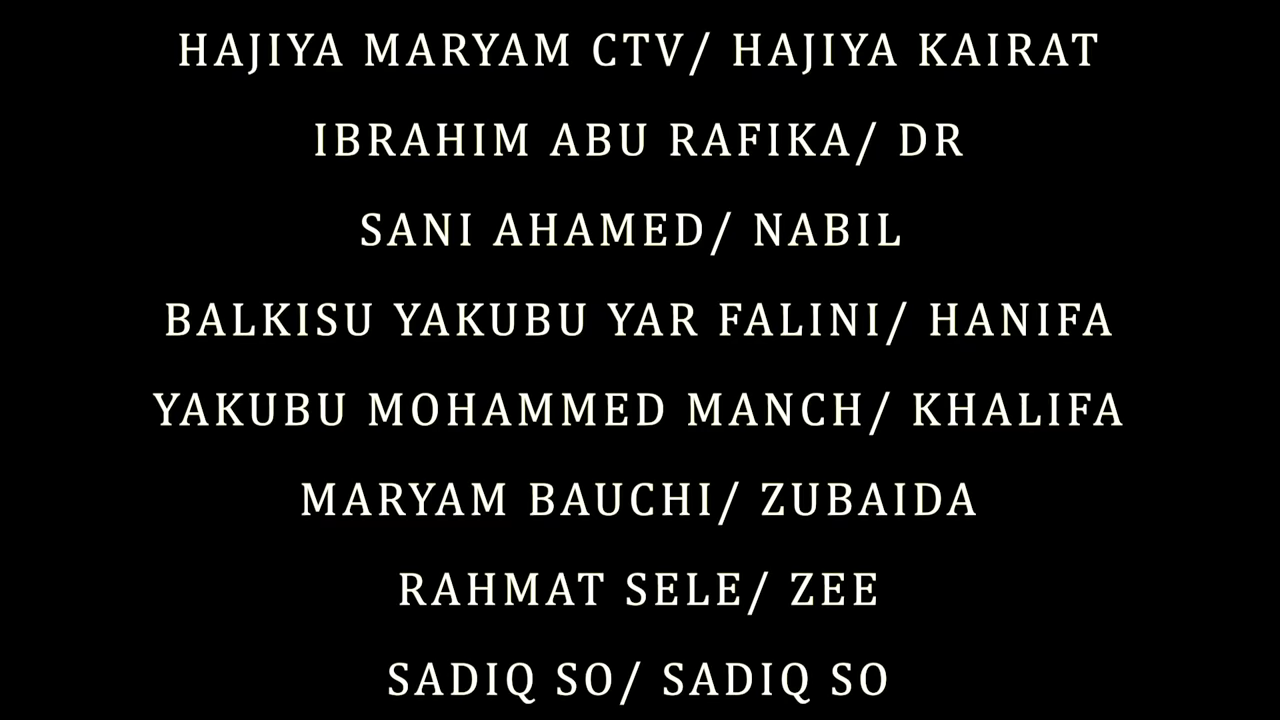 HAJIYA MARYAM CTV/ HAJIYA KAIRAT
IBRAHIM ABU RAFIKA/ DR
SANI AHAMED/ NABIL
BALKISU YAKUBU YAR FALINI/ HANIFA
YAKUBU MOHAMMED MANCH/ KHALIFA
MARYAM BAUCHI/ ZUBAIDA
RAHMAT SELE/ ZEE
SADIQ SO/ SADIQ SO